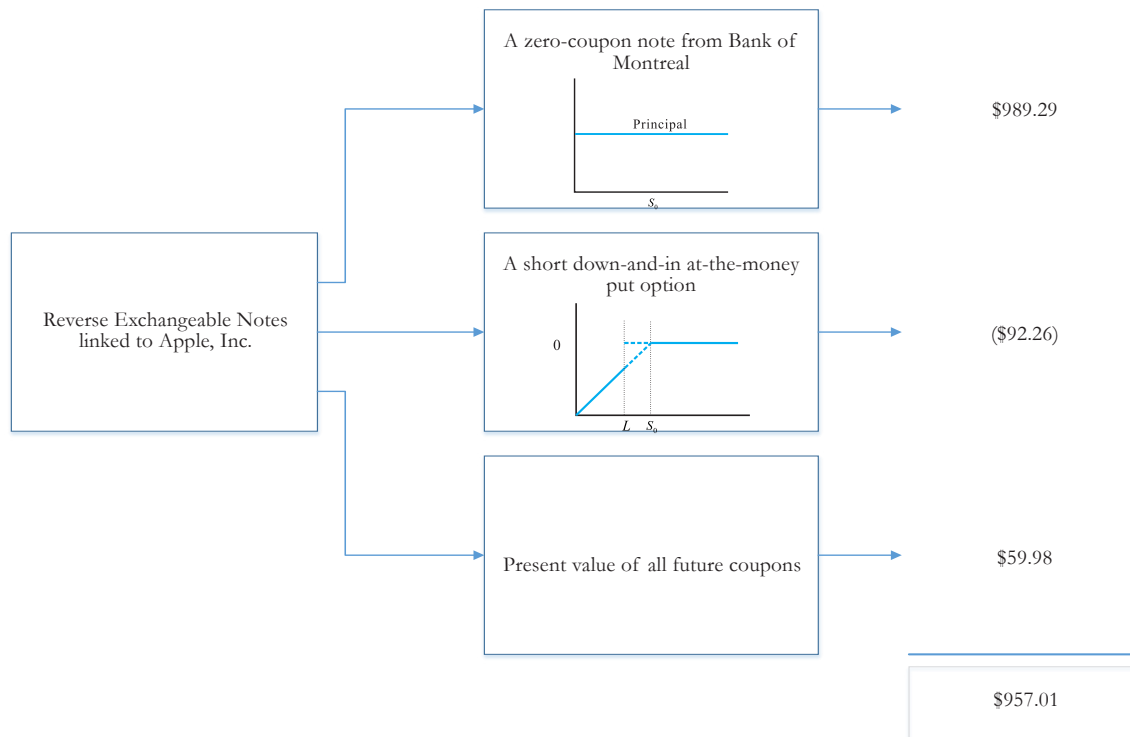 A zero-coupon note from Bank of
Montreal
Principal
S₀
$989.29
Reverse Exchangeable Notes
linked to Apple, Inc.
A short down-and-in at-the-money
put option
0
L S₀
($92.26)
Present value of all future coupons
$59.98
$957.01